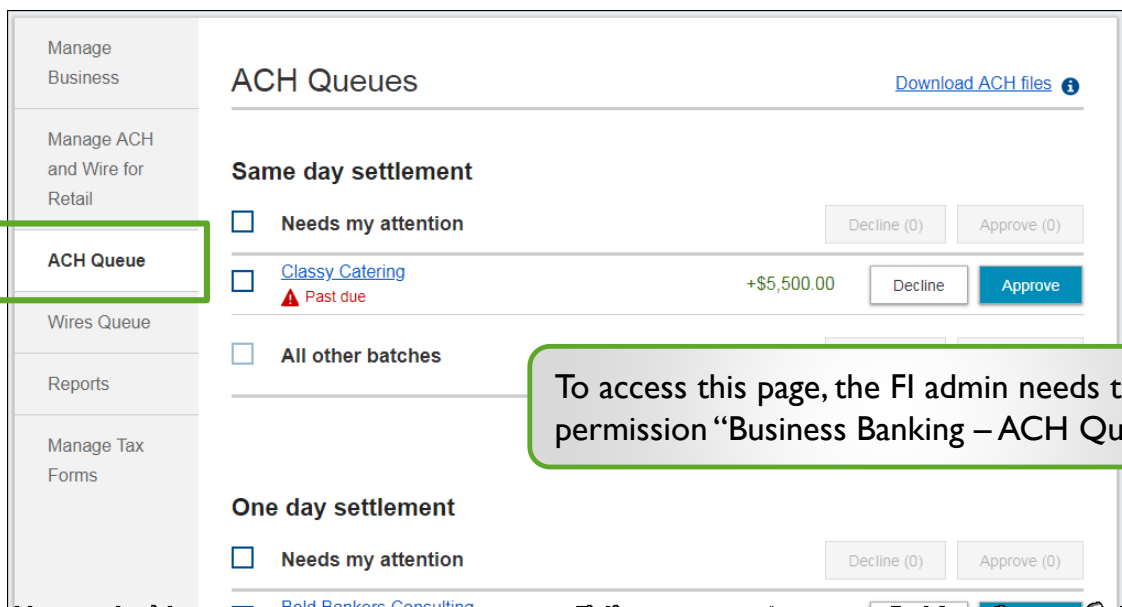 Manage
Business
Manage ACH
and Wire for
Retail
ACH Queue
Wires Queue
Reports
Manage Tax
Forms
ACH Queues
Download ACH files
Same day settlement
Needs my attention
Decline (0)
Approve (0)
Classy Catering
Past due
+$5,500.00
Decline
Approve
All other batches
To access this page, the FI admin needs t
permission “Business Banking – ACH Qu
One day settlement
Needs my attention
Decline (0)
Approve (0)
Bold Bankers Consulting